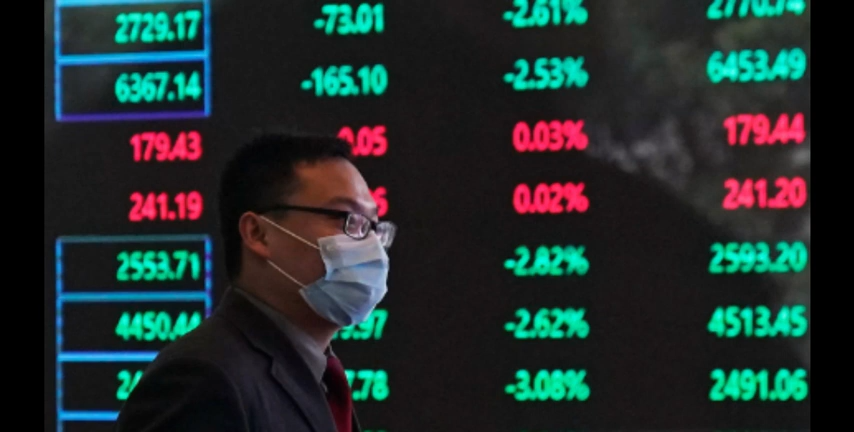 2729.17 -73.01 -2.61% 2770.74
6367.14 -165.10 -2.53% 6453.49
179.43 0.05 0.03% 179.44
241.19 0.02% 241.20
2553.71 -2.82% 2593.20
4450.44 -2.62% 4513.45
-3.08% 2491.06